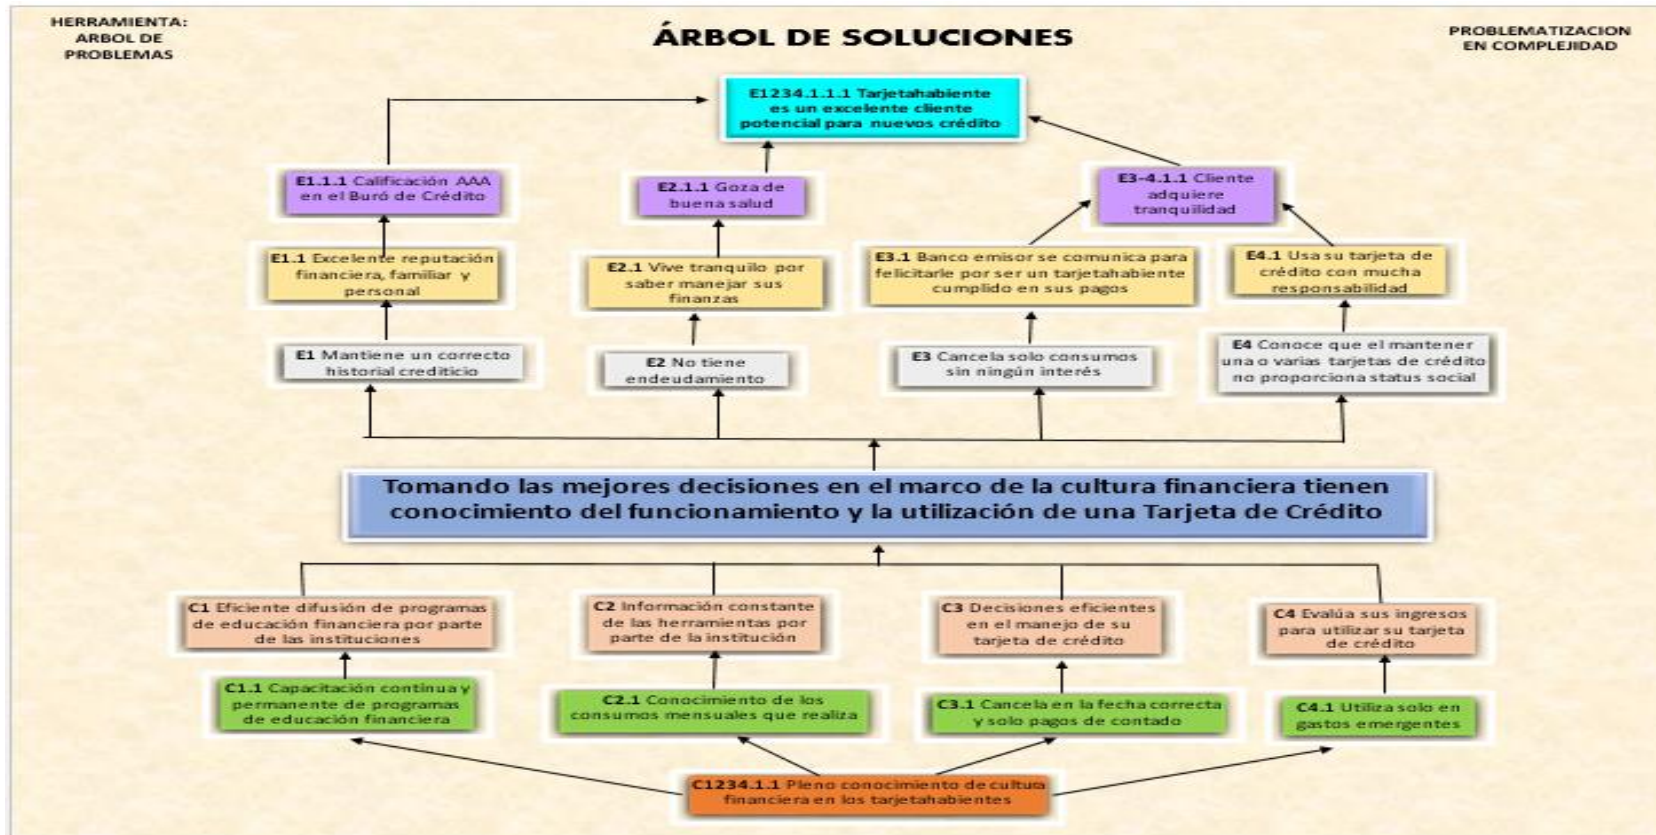 HERRAMIENTA:
ARBOL DE
PROBLEMAS
ÁRBOL DE SOLUCIONES
PROBLEMATIZACION
EN COMPLEJIDAD
E1234.1.1.1 Tarjetahabiente
es un excelente cliente
potencial para nuevos crédito
E1.1.1 Calificación AAA
en el Buró de Crédito
E2.1.1 Goza de
buena salud
E3-4.1.1 Cliente
adquiere
tranquilidad
E1.1 Excelente reputación
financiera, familiar y
personal
E2.1 Vive tranquilo por
saber manejar sus
finanzas
E3.1 Banco emisor se comunica para
felicitarle por ser un tarjetahabiente
cumplido en sus pagos
E4.1 Usa su tarjeta de
crédito con mucha
responsabilidad
E1 Mantiene un correcto
historial crediticio
E2 No tiene
endeudamiento
E3 Cancela solo consumos
sin ningún interés
E4 Conoce que el mantener
una o varias tarjetas de crédito
no proporciona status social
Tomando las mejores decisiones en el marco de la cultura financiera tienen
conocimiento del funcionamiento y la utilización de una Tarjeta de Crédito
C1 Eficiente difusión de programas
de educación financiera por parte
de las instituciones
C2 Información constante
de las herramientas por
parte de la institución
C3 Decisiones eficientes
en el manejo de su
tarjeta de crédito
C4 Evalúa sus ingresos
para utilizar su tarjeta
de crédito
C1.1 Capacitación continua y
permanente de programas
de educación financiera
C2.1 Conocimiento de los
consumos mensuales que realiza
C3.1 Cancela en la fecha correcta
y solo pagos de contado
C4.1 Utiliza solo en
gastos emergentes
C1234.1.1 Pleno conocimiento de cultura
financiera en los tarjetahabientes